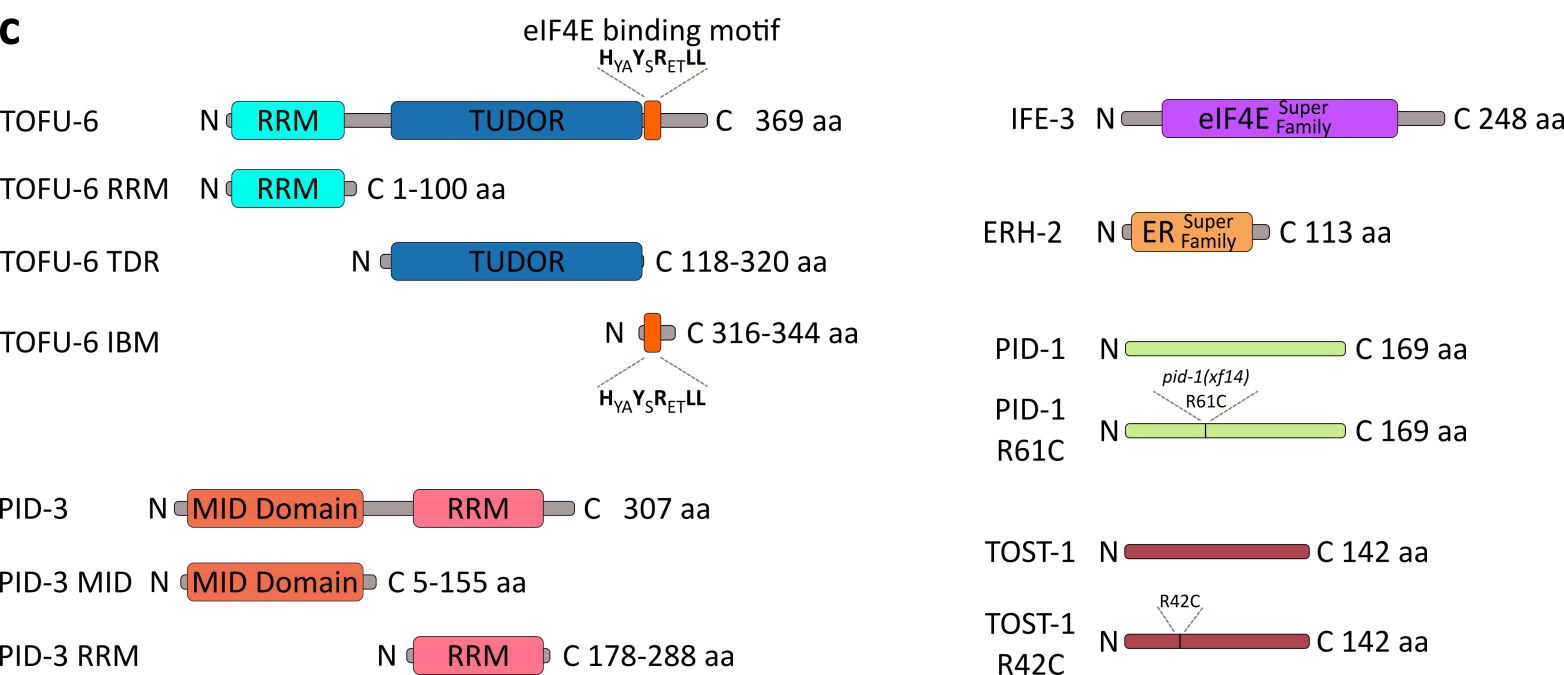 c
eIF4E binding motif
HYAYSRETLL
TOFU-6 N RRM TUDOR C 369 aa
TOFU-6 RRM N RRM C 1-100 aa
TOFU-6 TDR N TUDOR C 118-320 aa
TOFU-6 IBM N C 316-344 aa
HYAYSRETLL
PID-3 N MID Domain RRM C 307 aa
PID-3 MID N MID Domain C 5-155 aa
PID-3 RRM N RRM C 178-288 aa
IFE-3 N eIF4E Super Family C 248 aa
ERH-2 N ER Super Family C 113 aa
PID-1 N C 169 aa
pid-1(xf14)
R61C
PID-1 R61C N C 169 aa
TOST-1 N C 142 aa
R42C
TOST-1 R42C N C 142 aa